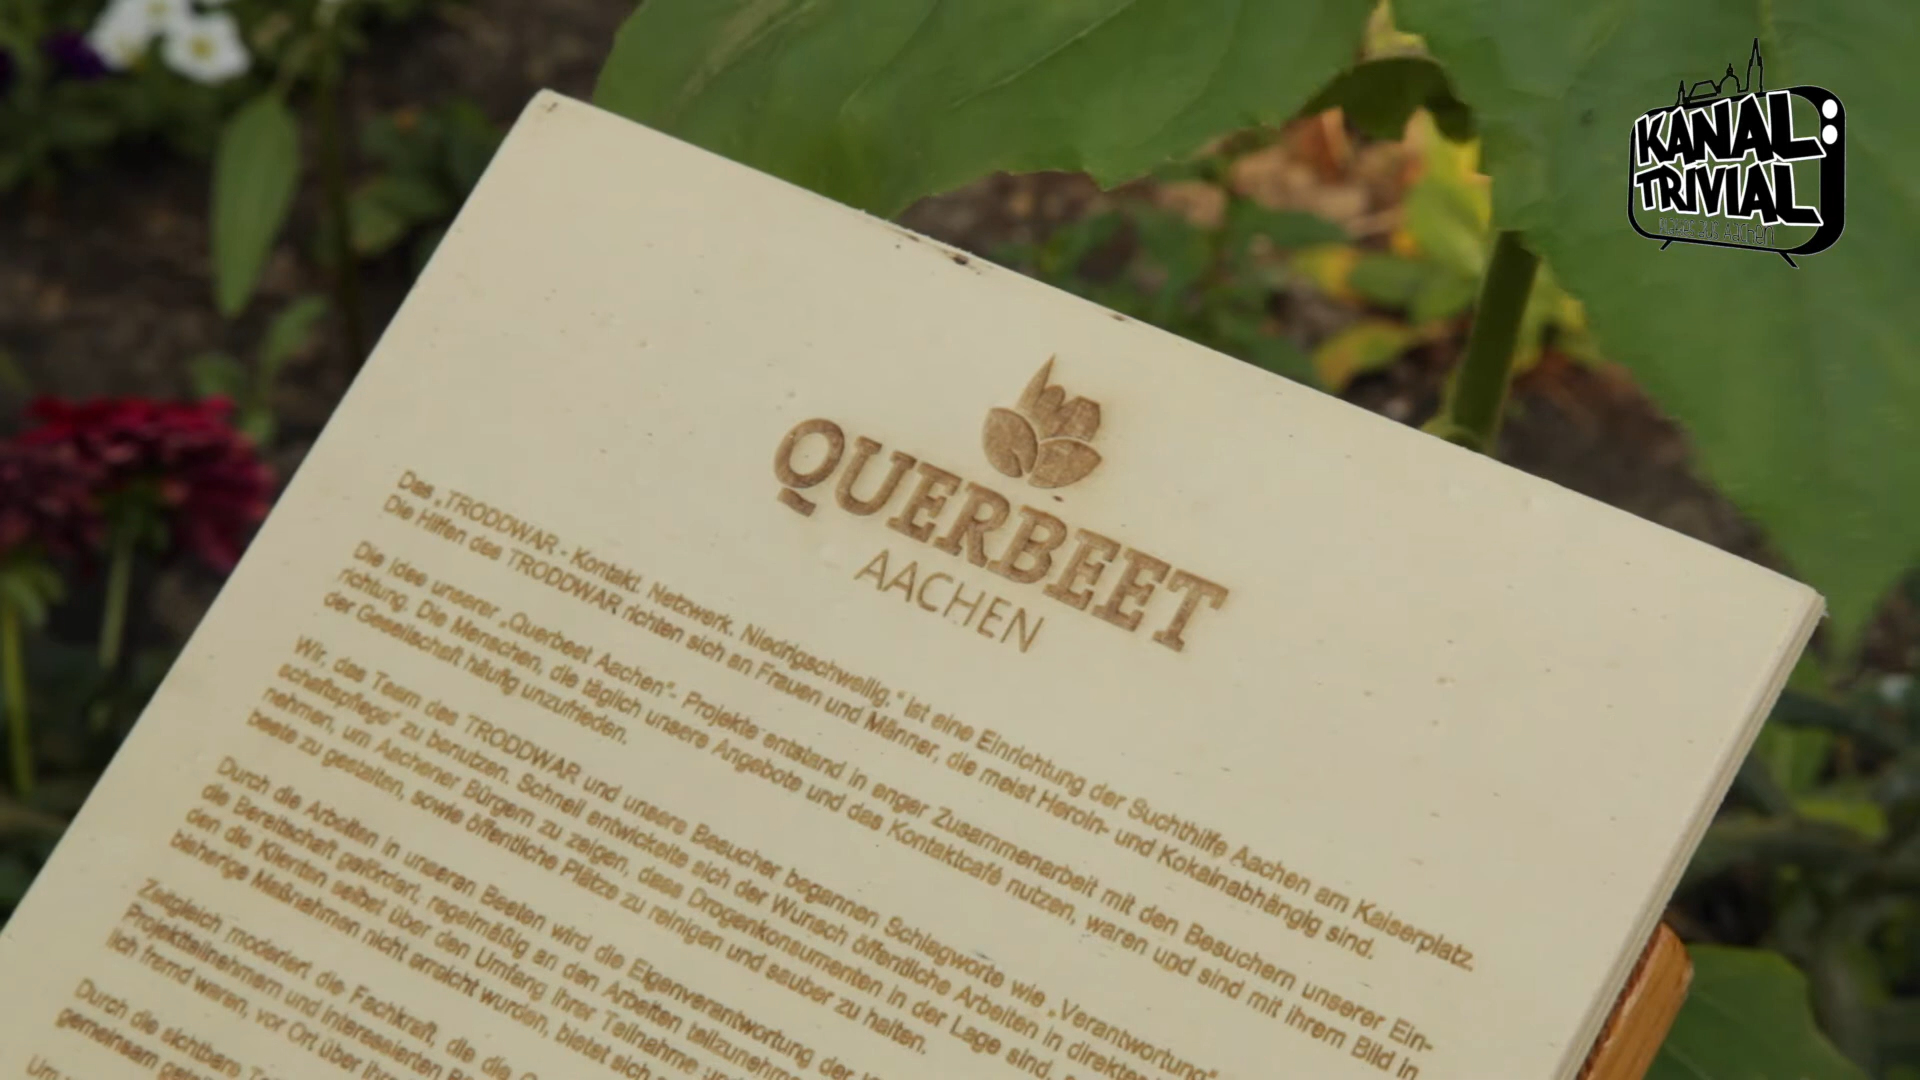 KANAL
TRIVIAL
QUERBEET
AACHEN
Das „TRODDWAR - Kontakt. Netzwerk. Niedrigschwellig." ist eine Einrichtung der Suchthilfe Aachen am Kaiserplatz.
Die Hilfen des TRODDWAR richten sich an Frauen und Männer, die meist Heroin- und Kokainabhängig sind.
Die Idee unserer „Querbeet Aachen"- Projekte entstand in enger Zusammenarbeit mit den Besuchern unserer Ein-
richtung. Die Menschen, die täglich unsere Angebote und das Kontaktcafé nutzen, waren und sind mit ihrem Bild in
der Gesellschaft häufig unzufrieden.
Wir, das Team des TRODDWAR und unsere Besucher begannen Schlagworte wie „Verantwortung"
schaftspflege" zu benutzen. Schnell entwickelte sich der Wunsch öffentliche Arbeiten in direkter
nehmen, um Aachener Bürgern zu zeigen, dass Drogenkonsumenten in der Lage sind,
beete zu gestalten, sowie öffentliche Plätze zu reinigen und sauber zu halten.
Durch die Arbeiten in unseren Beeten wird die Eigenverantwortung der
die Bereitschaft gefördert, regelmäßig an den Arbeiten teilzunehm
den die Klienten selbst über den Umfang ihrer Teilnahme
bisherige Maßnahmen nicht erreicht wurden, bietet sich
Zeitgleich moderiert die Fachkraft, die die
Projektteilnehmern und interessierten
lich fremd waren, vor Ort über ihre
Durch die sichtbare
gemeinsam
Um